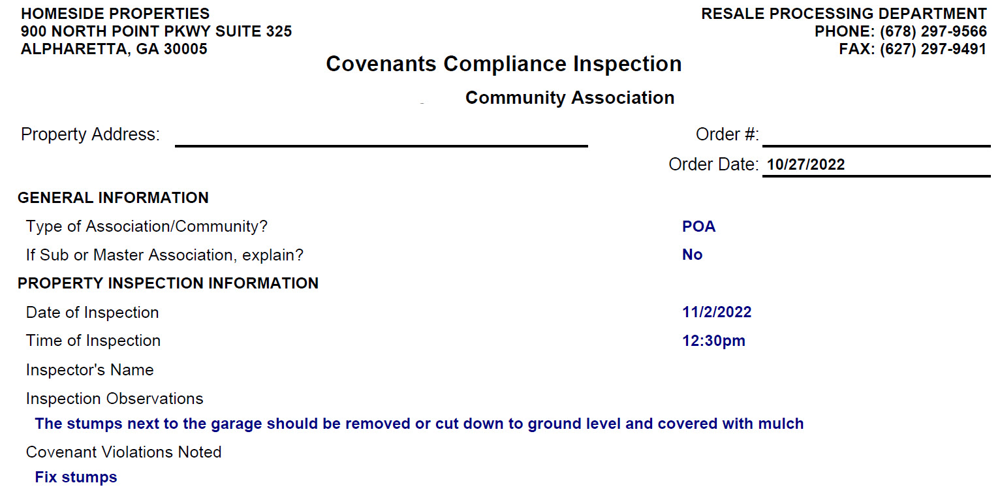 HOMESIDE PROPERTIES
900 NORTH POINT PKWY SUITE 325
ALPHARETTA, GA 30005
RESALE PROCESSING DEPARTMENT
PHONE: (678) 297-9566
FAX: (627) 297-9491
Covenants Compliance Inspection
Community Association
Property Address:
Order #:
Order Date: 10/27/2022
GENERAL INFORMATION
Type of Association/Community? POA
If Sub or Master Association, explain? No
PROPERTY INSPECTION INFORMATION
Date of Inspection 11/2/2022
Time of Inspection 12:30pm
Inspector's Name
Inspection Observations
The stumps next to the garage should be removed or cut down to ground level and covered with mulch
Covenant Violations Noted
Fix stumps